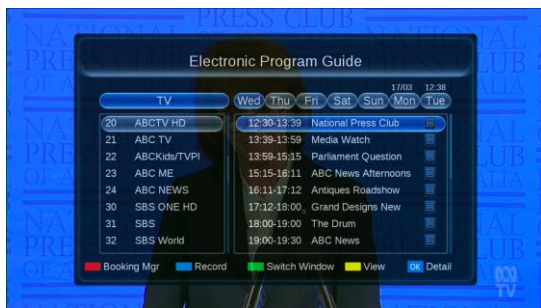 PRESS CLUB
Electronic Program Guide
17/03 12:38
TV Wed Thu Fri Sat Sun Mon Tue
20 ABCTV HD 12:30-13:39 National Press Club
21 ABC TV 13:39-13:59 Media Watch
22 ABCKids/TVPl 13:59-15:15 Parliament Question
23 ABC ME 15:15-16:11 ABC News Afternoons
24 ABC NEWS 16:11-17:12 Antiques Roadshow
30 SBS ONE HD 17:12-18:00 Grand Designs New
31 SBS 18:00-19:00 The Drum
32 SBS World 19:00-19:30 ABC News
Booking Mgr Record Switch Window View OK Detail
TV